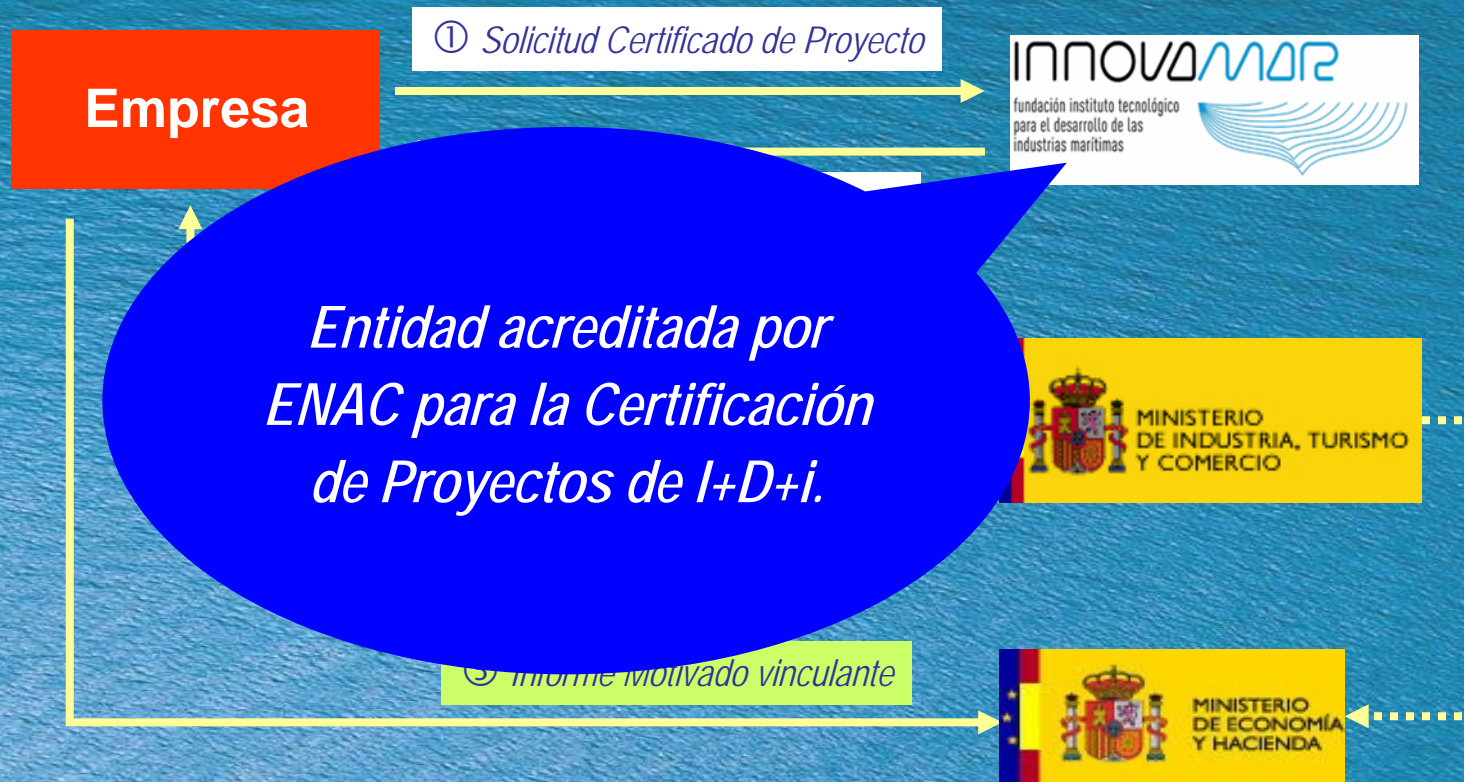 ① Solicitud Certificado de Proyecto
Empresa
INNOVAMAR
fundación instituto tecnológico
para el desarrollo de las
industrias marítimas
Entidad acreditada por
ENAC para la Certificación
de Proyectos de I+D+i.
MINISTERIO
DE INDUSTRIA, TURISMO
Y COMERCIO
Informe Motivado vinculante
MINISTERIO
DE ECONOMÍA
Y HACIENDA